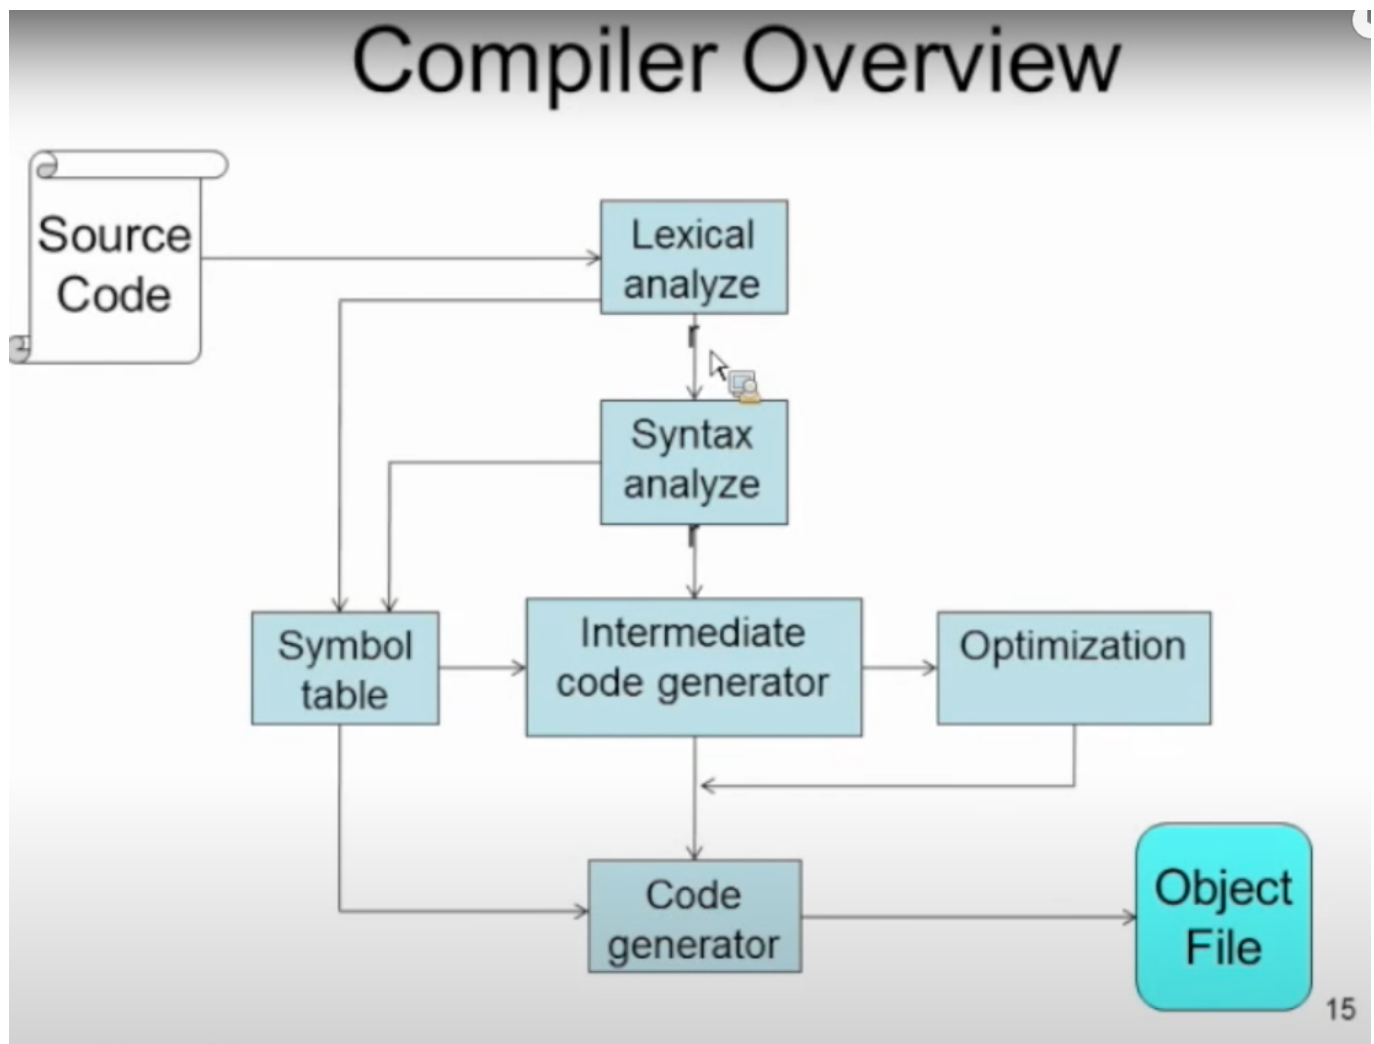 Compiler Overview
Source
Code
Lexical
analyze
r
Syntax
analyze
r
Symbol
table
Intermediate
code generator
Optimization
Code
generator
Object
File
15